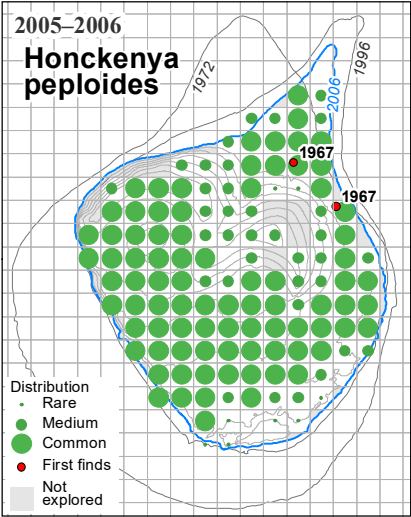 2005–2006
Honckenya
peploides
1972
1996
2006
1967
1967
Distribution
Rare
Medium
Common
First finds
Not
explored